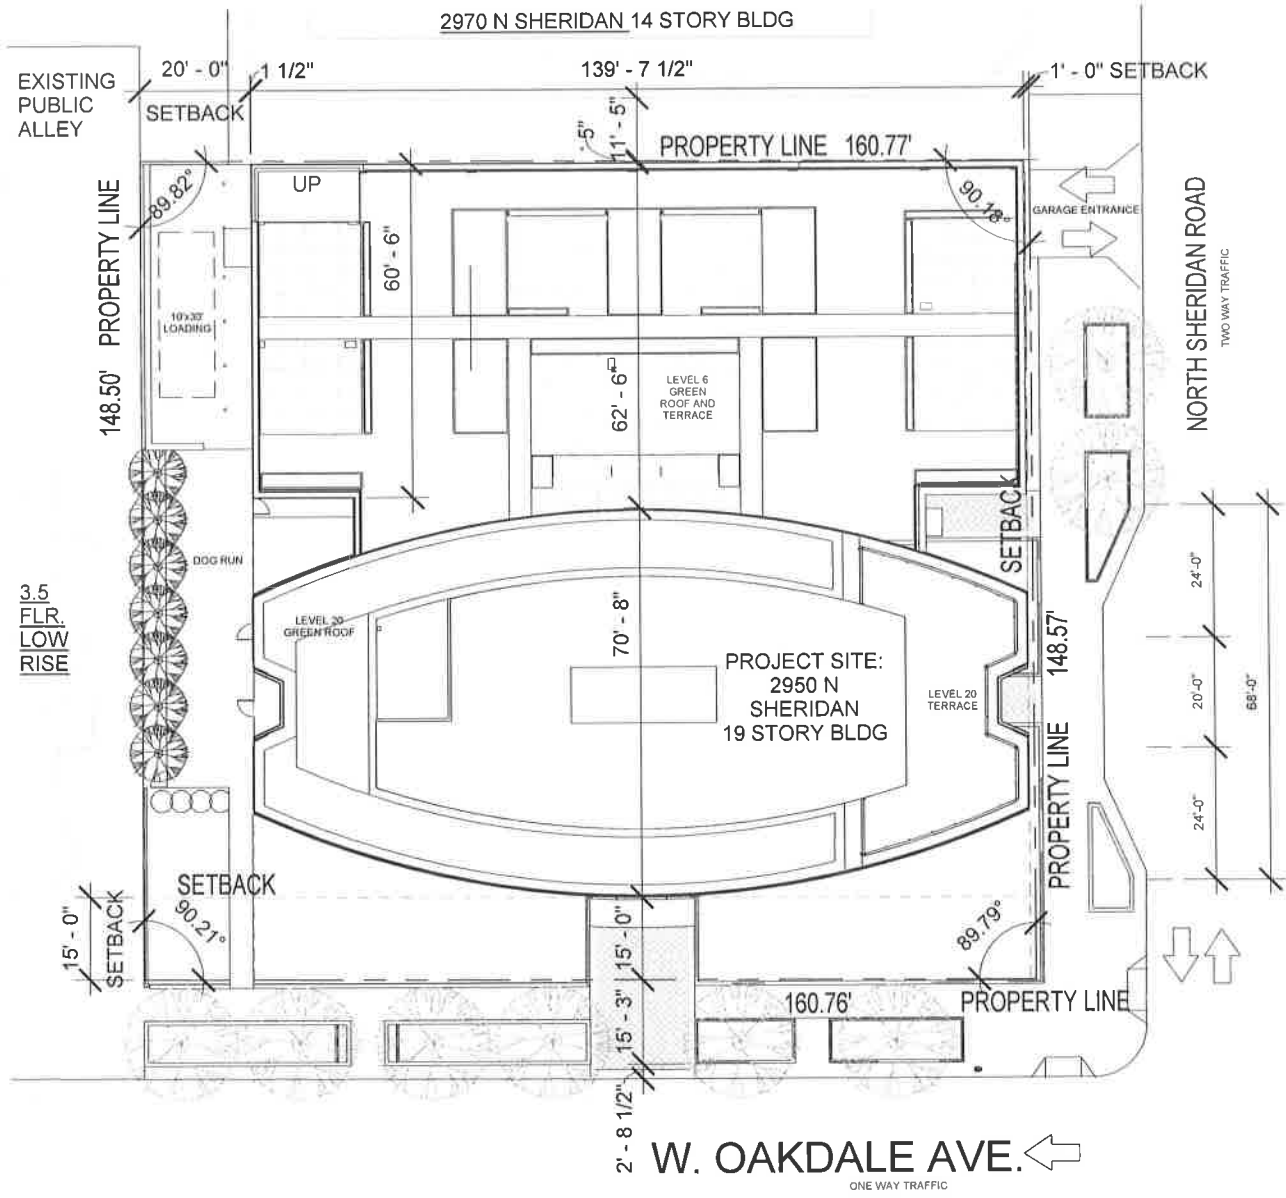 2970 N SHERIDAN 14 STORY BLDG
EXISTING
PUBLIC
ALLEY
20' - 0"
1 1/2"
139' - 7 1/2"
1' - 0" SETBACK
SETBACK
5"
11' - 5"
PROPERTY LINE 160.77'
89.82°
UP
90.18°
GARAGE ENTRANCE
148.50' PROPERTY LINE
60' - 6"
10'x30'
LOADING
NORTH SHERIDAN ROAD
TWO WAY TRAFFIC
62' - 6"
LEVEL 6
GREEN
ROOF AND
TERRACE
SETBACK
DOG RUN
3.5
FLR.
LOW
RISE
LEVEL 20
GREEN ROOF
70' - 8"
PROJECT SITE:
2950 N
SHERIDAN
19 STORY BLDG
LEVEL 20
TERRACE
PROPERTY LINE 148.57'
24'-0"
20'-0"
24'-0"
68'-0"
SETBACK
15' - 0"
SETBACK
90.21°
15' - 0"
89.79°
15' - 3"
160.76'
PROPERTY LINE
2' - 8 1/2"
W. OAKDALE AVE.
ONE WAY TRAFFIC